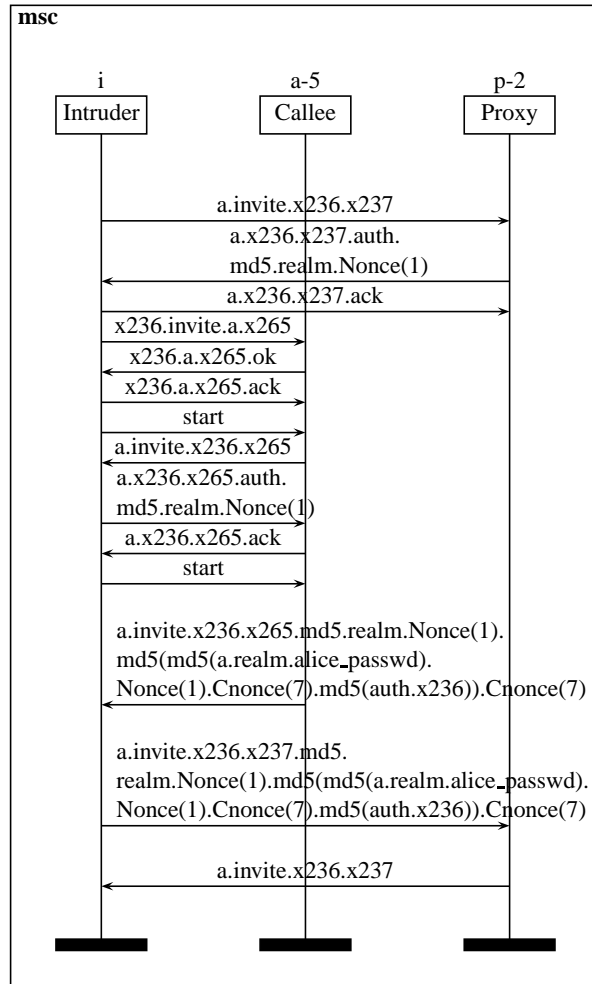 msc
i a-5 p-2
Intruder Callee Proxy
a.invite.x236.x237
a.x236.x237.auth.
md5.realm.Nonce(1)
a.x236.x237.ack
x236.invite.a.x265
x236.a.x265.ok
x236.a.x265.ack
start
a.invite.x236.x265
a.x236.x265.auth.
md5.realm.Nonce(1)
a.x236.x265.ack
start
a.invite.x236.x265.md5.realm.Nonce(1).
md5(md5(a.realm.alice_passwd).
Nonce(1).Cnonce(7).md5(auth.x236)).Cnonce(7)
a.invite.x236.x237.md5.
realm.Nonce(1).md5(md5(a.realm.alice_passwd).
Nonce(1).Cnonce(7).md5(auth.x236)).Cnonce(7)
a.invite.x236.x237